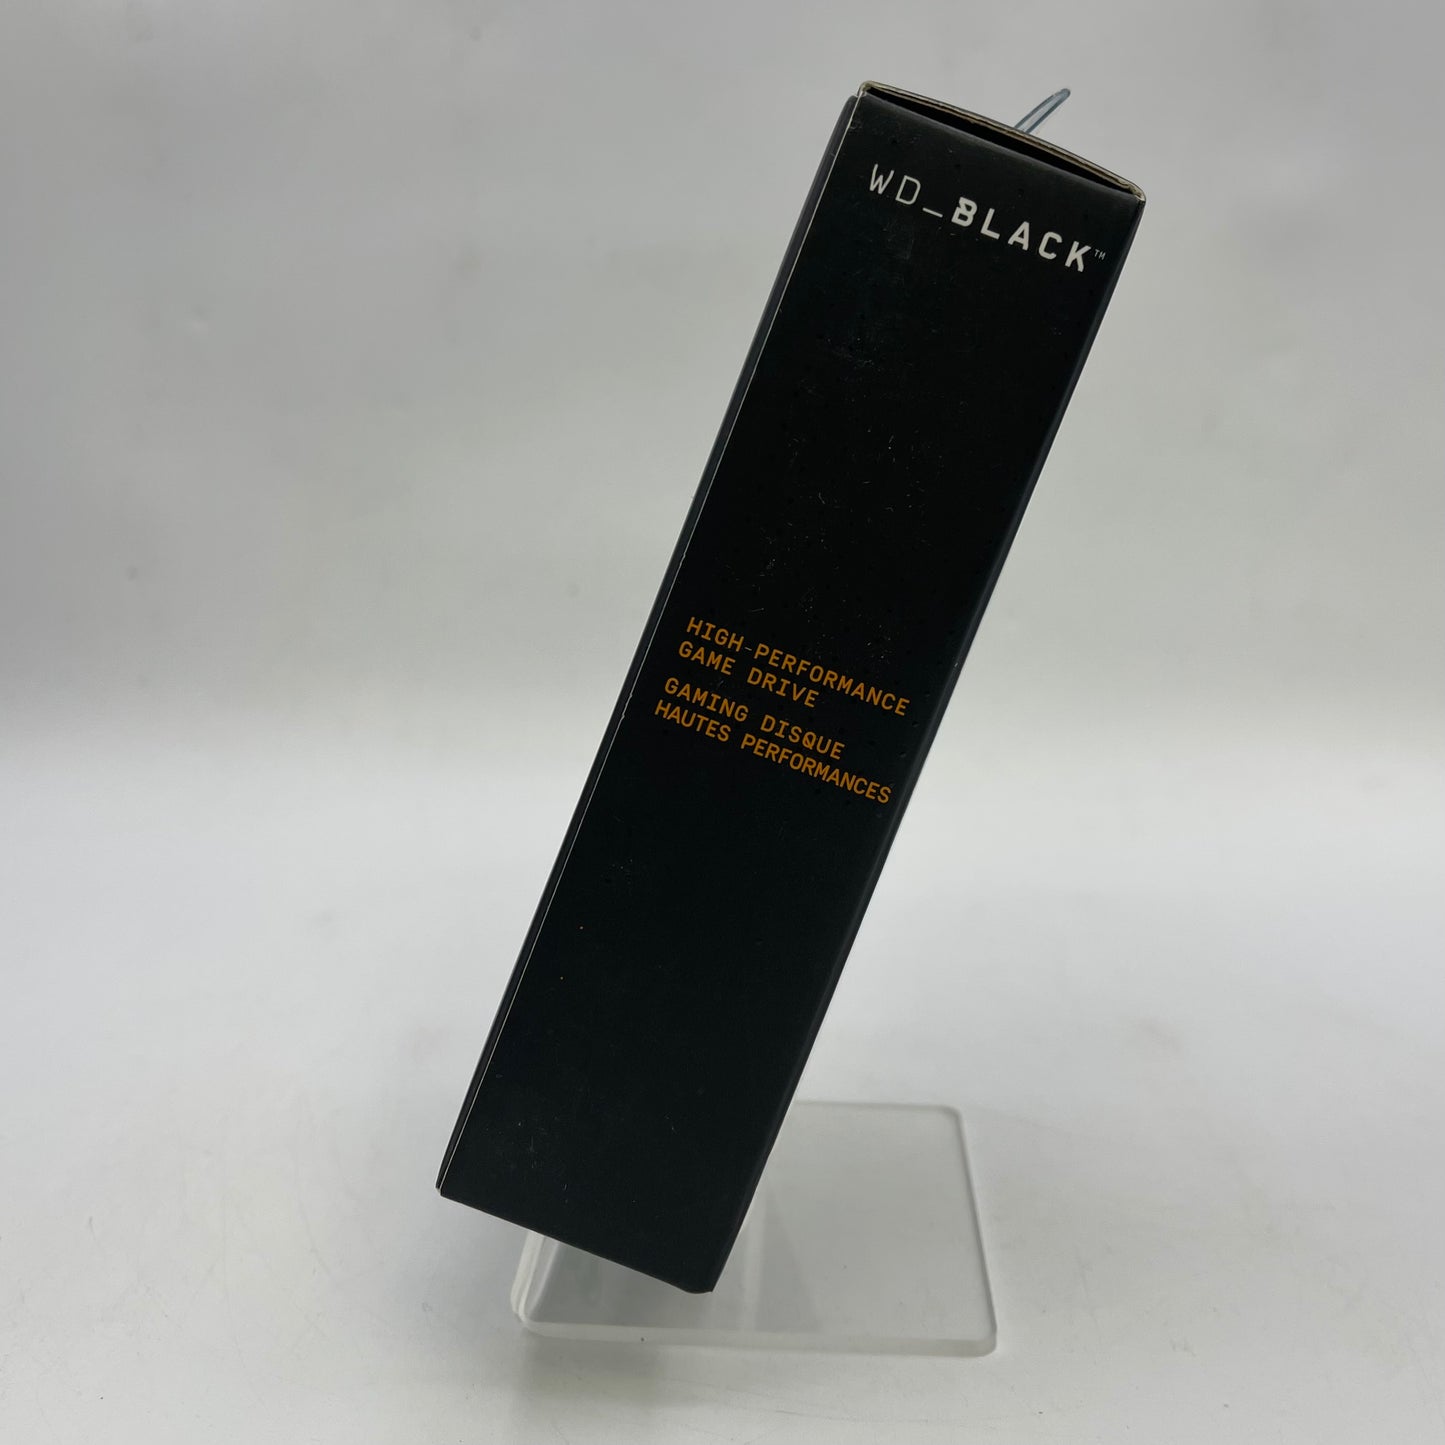 WD_BLACK™
HIGH-PERFORMANCE
GAME DRIVE
GAMING DISQUE
HAUTES PERFORMANCES